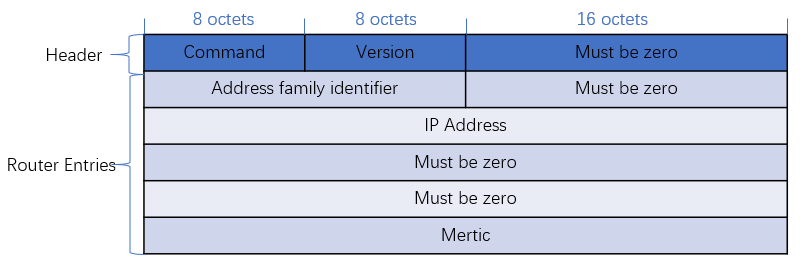 8 octets 8 octets 16 octets
Header Command Version Must be zero
Address family identifier Must be zero
IP Address
Router Entries Must be zero
Must be zero
Mertic